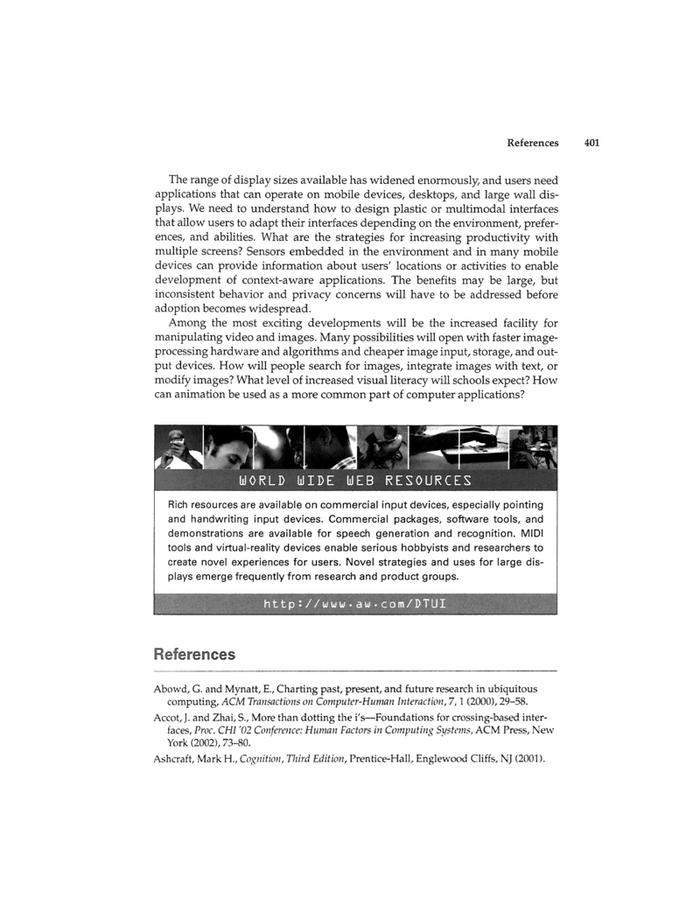 References 401
The range of display sizes available has widened enormously, and users need
applications that can operate on mobile devices, desktops, and large wall dis-
plays. We need to understand how to design plastic or multimodal interfaces
that allow users to adapt their interfaces depending on the environment, prefer-
ences, and abilities. What are the strategies for increasing productivity with
multiple screens? Sensors embedded in the environment and in many mobile
devices can provide information about users' locations or activities to enable
development of context-aware applications. The benefits may be large, but
inconsistent behavior and privacy concerns will have to be addressed before
adoption becomes widespread.
Among the most exciting developments will be the increased facility for
manipulating video and images. Many possibilities will open with faster image-
processing hardware and algorithms and cheaper image input, storage, and out-
put devices. How will people search for images, integrate images with text, or
modify images? What level of increased visual literacy will schools expect? How
can animation be used as a more common part of computer applications?
WORLD WIDE WEB RESOURCES
Rich resources are available on commercial input devices, especially pointing
and handwriting input devices. Commercial packages, software tools, and
demonstrations are available for speech generation and recognition. MIDI
tools and virtual-reality devices enable serious hobbyists and researchers to
create novel experiences for users. Novel strategies and uses for large dis-
plays emerge frequently from research and product groups.
http://www.aw.com/DTUI
References
Abowd, G. and Mynatt, E., Charting past, present, and future research in ubiquitous
computing, ACM Transactions on Computer-Human Interaction, 7, 1 (2000), 29–58.
Accot, J. and Zhai, S., More than dotting the i's—Foundations for crossing-based inter-
faces, Proc. CHI '02 Conference: Human Factors in Computing Systems, ACM Press, New
York (2002), 73–80.
Ashcraft, Mark H., Cognition, Third Edition, Prentice-Hall, Englewood Cliffs, NJ (2001).